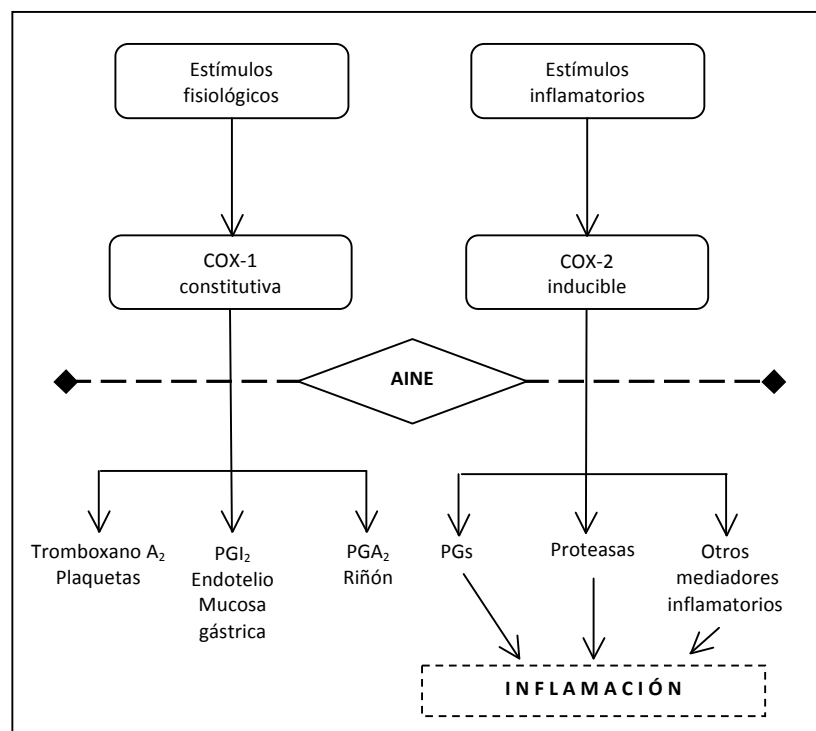 Estímulos
fisiológicos
Estímulos
inflamatorios
COX-1
constitutiva
COX-2
inducible
AINE
Tromboxano A₂
Plaquetas
PGI₂
Endotelio
Mucosa
gástrica
PGA₂
Riñón
PGs
Proteasas
Otros
mediadores
inflamatorios
INFLAMACIÓN